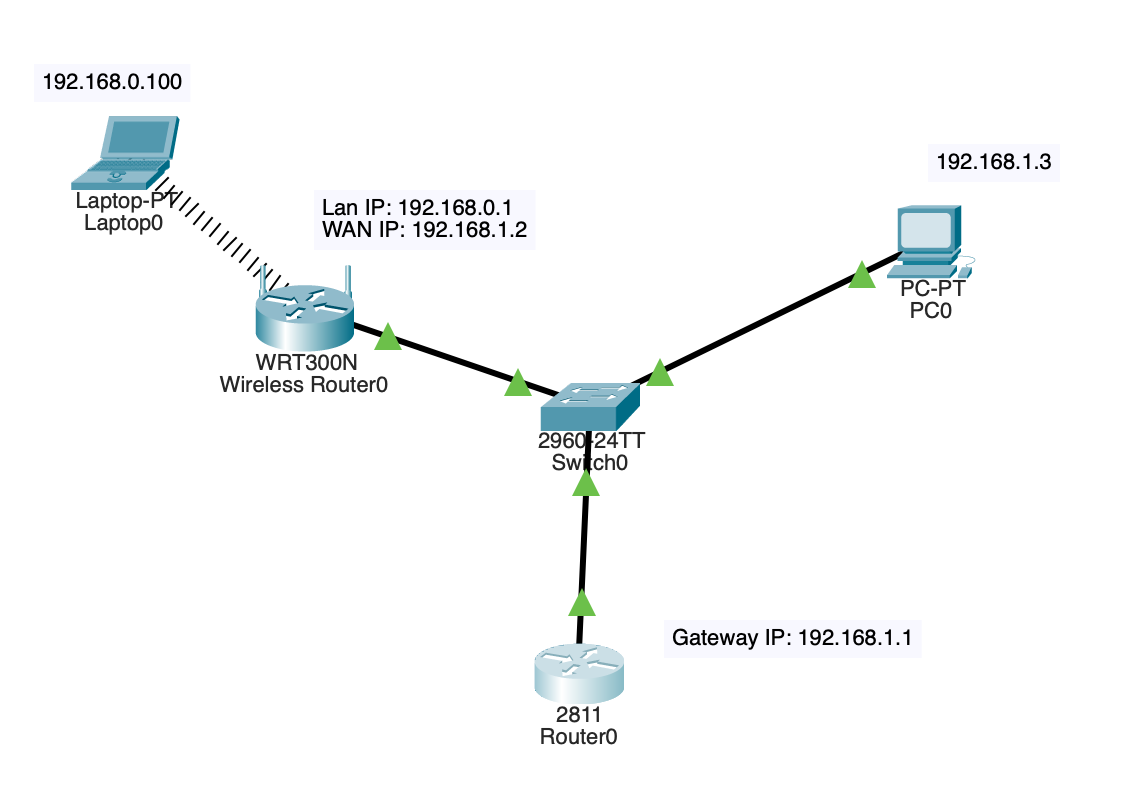 192.168.0.100
Laptop-PT
Laptop0
Lan IP: 192.168.0.1
WAN IP: 192.168.1.2
WRT300N
Wireless Router0
192.168.1.3
PC-PT
PC0
2960-24TT
Switch0
Gateway IP: 192.168.1.1
2811
Router0